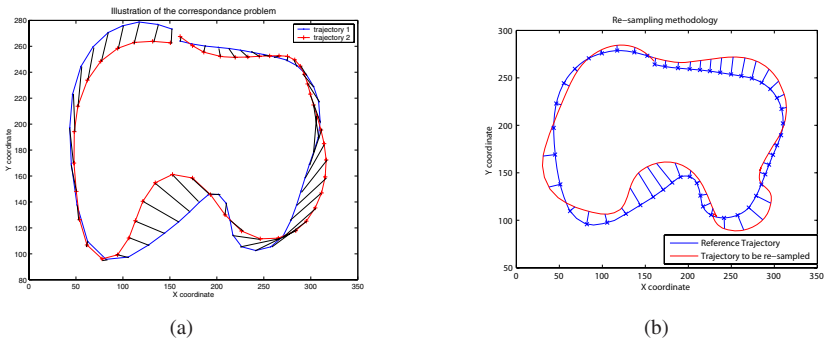 Illustration of the correspondance problem
trajectory 1
trajectory 2
280
260
240
220
200
180
160
140
120
100
80
Y coordinate
0
50
100
150
200
250
300
350
X coordinate
(a)
Re−sampling methodology
300
250
200
150
100
50
Y coordinate
Reference Trajectory
Trajectory to be re−sampled
0
50
100
150
200
250
300
350
X coordinate
(b)